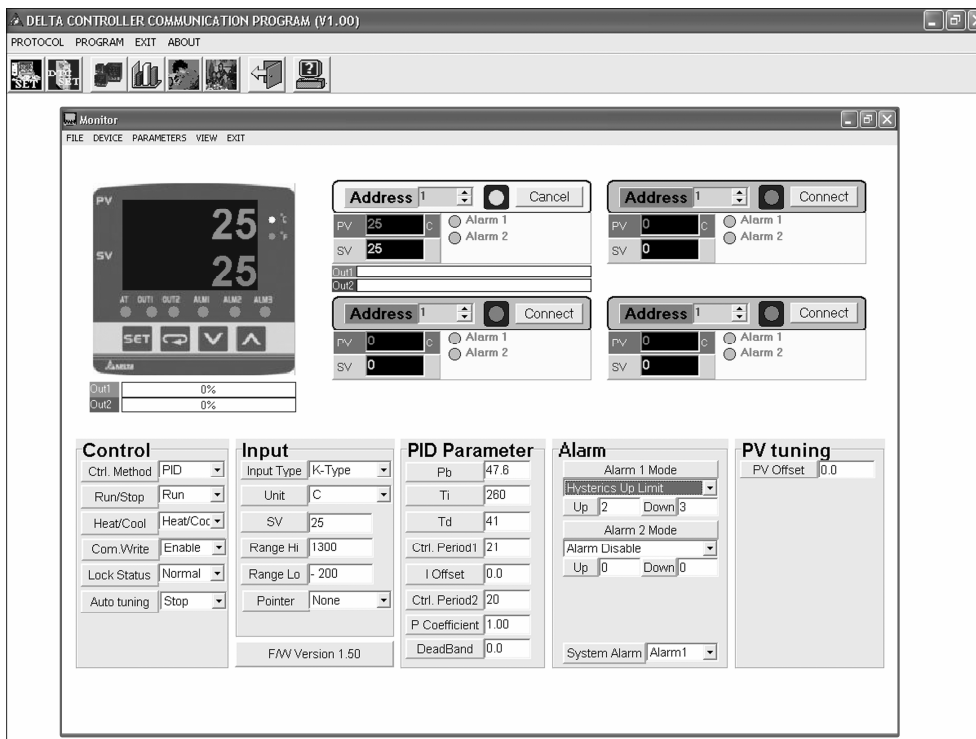 DELTA CONTROLLER COMMUNICATION PROGRAM (V1.00)
PROTOCOL PROGRAM EXIT ABOUT
SET DTB SET
Monitor
FILE DEVICE PARAMETERS VIEW EXIT
PV 25 °C °F
SV 25
AT OUT1 OUT2 ALM1 ALM2 ALM3
SET
DELTA
Out1 0%
Out2 0%
Address 1 Cancel
PV 25 C Alarm 1
SV 25 Alarm 2
Out1
Out2
Address 1 Connect
PV 0 C Alarm 1
SV 0 Alarm 2
Address 1 Connect
PV 0 C Alarm 1
SV 0 Alarm 2
Address 1 Connect
PV 0 C Alarm 1
SV 0 Alarm 2
Control
Ctrl. Method PID
Run/Stop Run
Heat/Cool Heat/Coc
Com.Write Enable
Lock Status Normal
Auto tuning Stop
Input
Input Type K-Type
Unit C
SV 25
Range Hi 1300
Range Lo - 200
Pointer None
F/W Version 1.50
PID Parameter
Pb 47.6
Ti 260
Td 41
Ctrl. Period1 21
I Offset 0.0
Ctrl. Period2 20
P Coefficient 1.00
DeadBand 0.0
Alarm
Alarm 1 Mode
Hysterics Up Limit
Up 2 Down 3
Alarm 2 Mode
Alarm Disable
Up 0 Down 0
System Alarm Alarm1
PV tuning
PV Offset 0.0